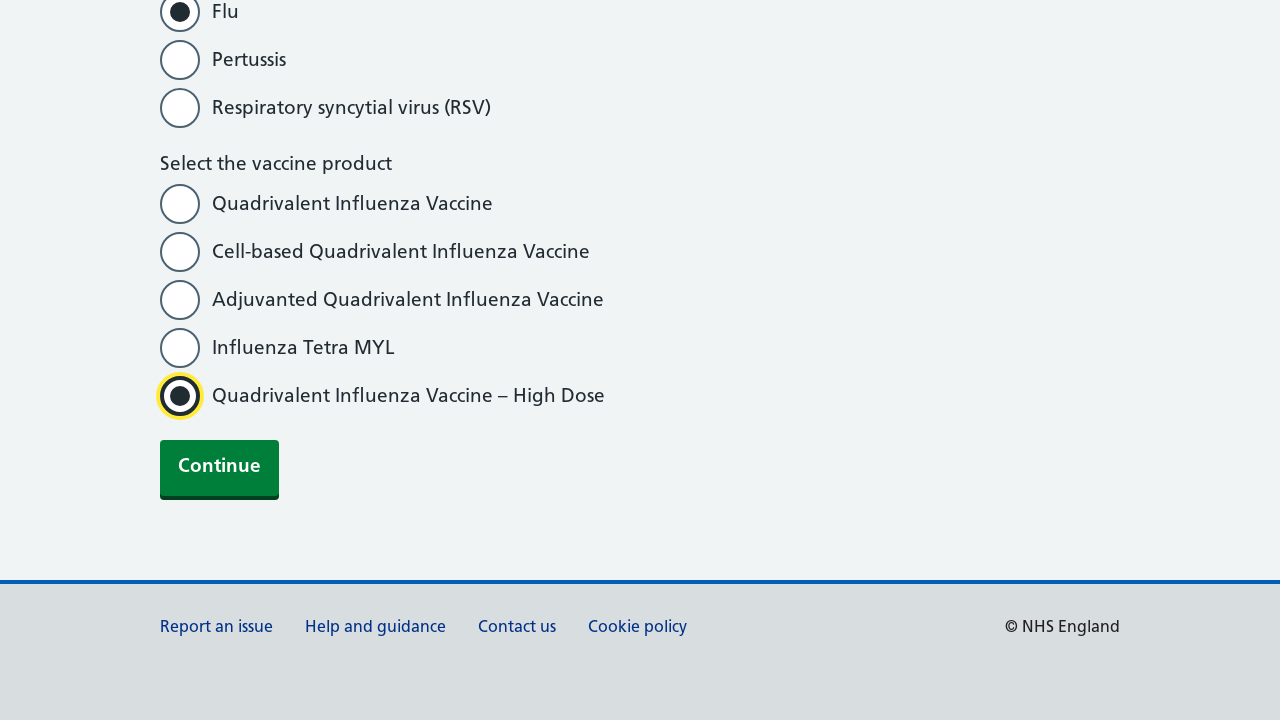 Flu
Pertussis
Respiratory syncytial virus (RSV)
Select the vaccine product
Quadrivalent Influenza Vaccine
Cell-based Quadrivalent Influenza Vaccine
Adjuvanted Quadrivalent Influenza Vaccine
Influenza Tetra MYL
Quadrivalent Influenza Vaccine – High Dose
Continue
Report an issue Help and guidance Contact us Cookie policy © NHS England